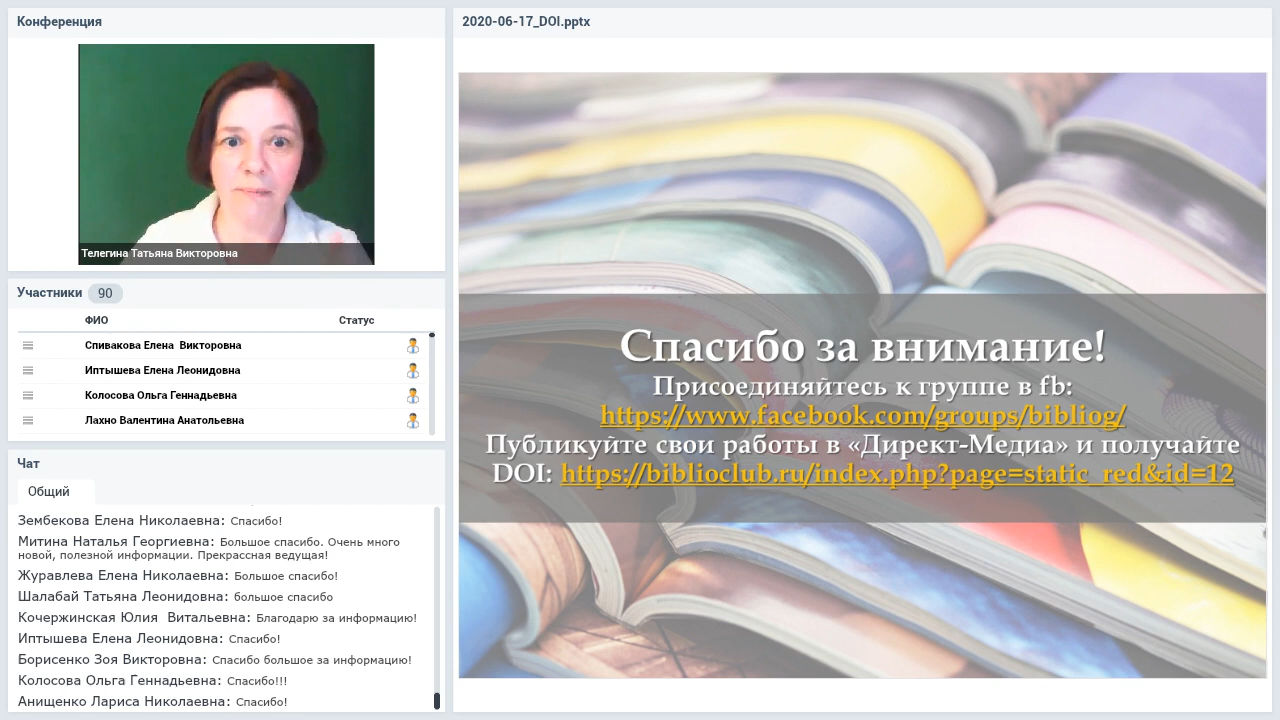 Конференция
Телегина Татьяна Викторовна
Участники 90
ФИО Статус
Спивакова Елена Викторовна
Иптышева Елена Леонидовна
Колосова Ольга Геннадьевна
Лахно Валентина Анатольевна
Чат
Общий
Зембекова Елена Николаевна: Спасибо!
Митина Наталья Георгиевна: Большое спасибо. Очень много
новой, полезной информации. Прекрассная ведущая!
Журавлева Елена Николаевна: Большое спасибо!
Шалабай Татьяна Леонидовна: большое спасибо
Кочержинская Юлия Витальевна: Благодарю за информацию!
Иптышева Елена Леонидовна: Спасибо!
Борисенко Зоя Викторовна: Спасибо большое за информацию!
Колосова Ольга Геннадьевна: Спасибо!!!
Анищенко Лариса Николаевна: Спасибо!
2020-06-17_DOI.pptx
Спасибо за внимание!
Присоединяйтесь к группе в fb:
https://www.facebook.com/groups/bibliog/
Публикуйте свои работы в «Директ-Медиа» и получайте
DOI: https://biblioclub.ru/index.php?page=static_red&id=12